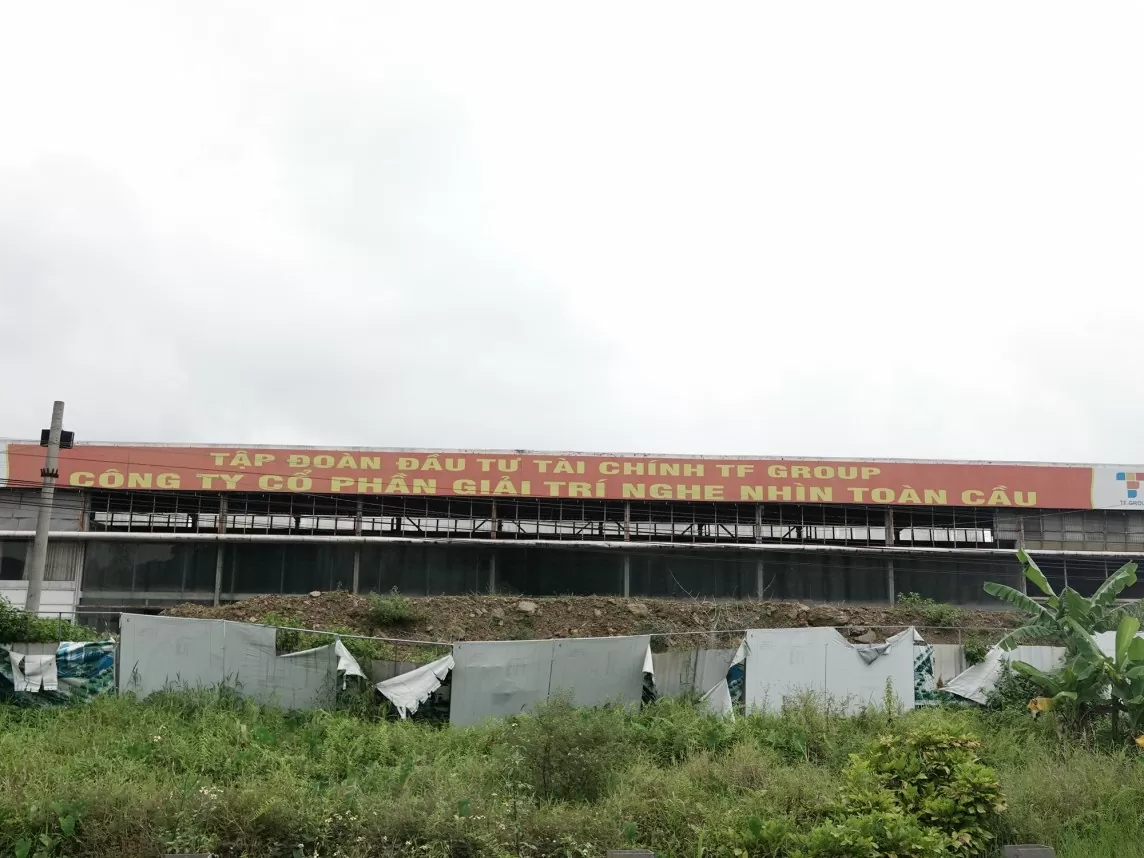 TẬP ĐOÀN ĐẦU TƯ TÀI CHÍNH TF GROUP
CÔNG TY CỔ PHẦN GIẢI TRÍ NGHE NHÌN TOÀN CẦU